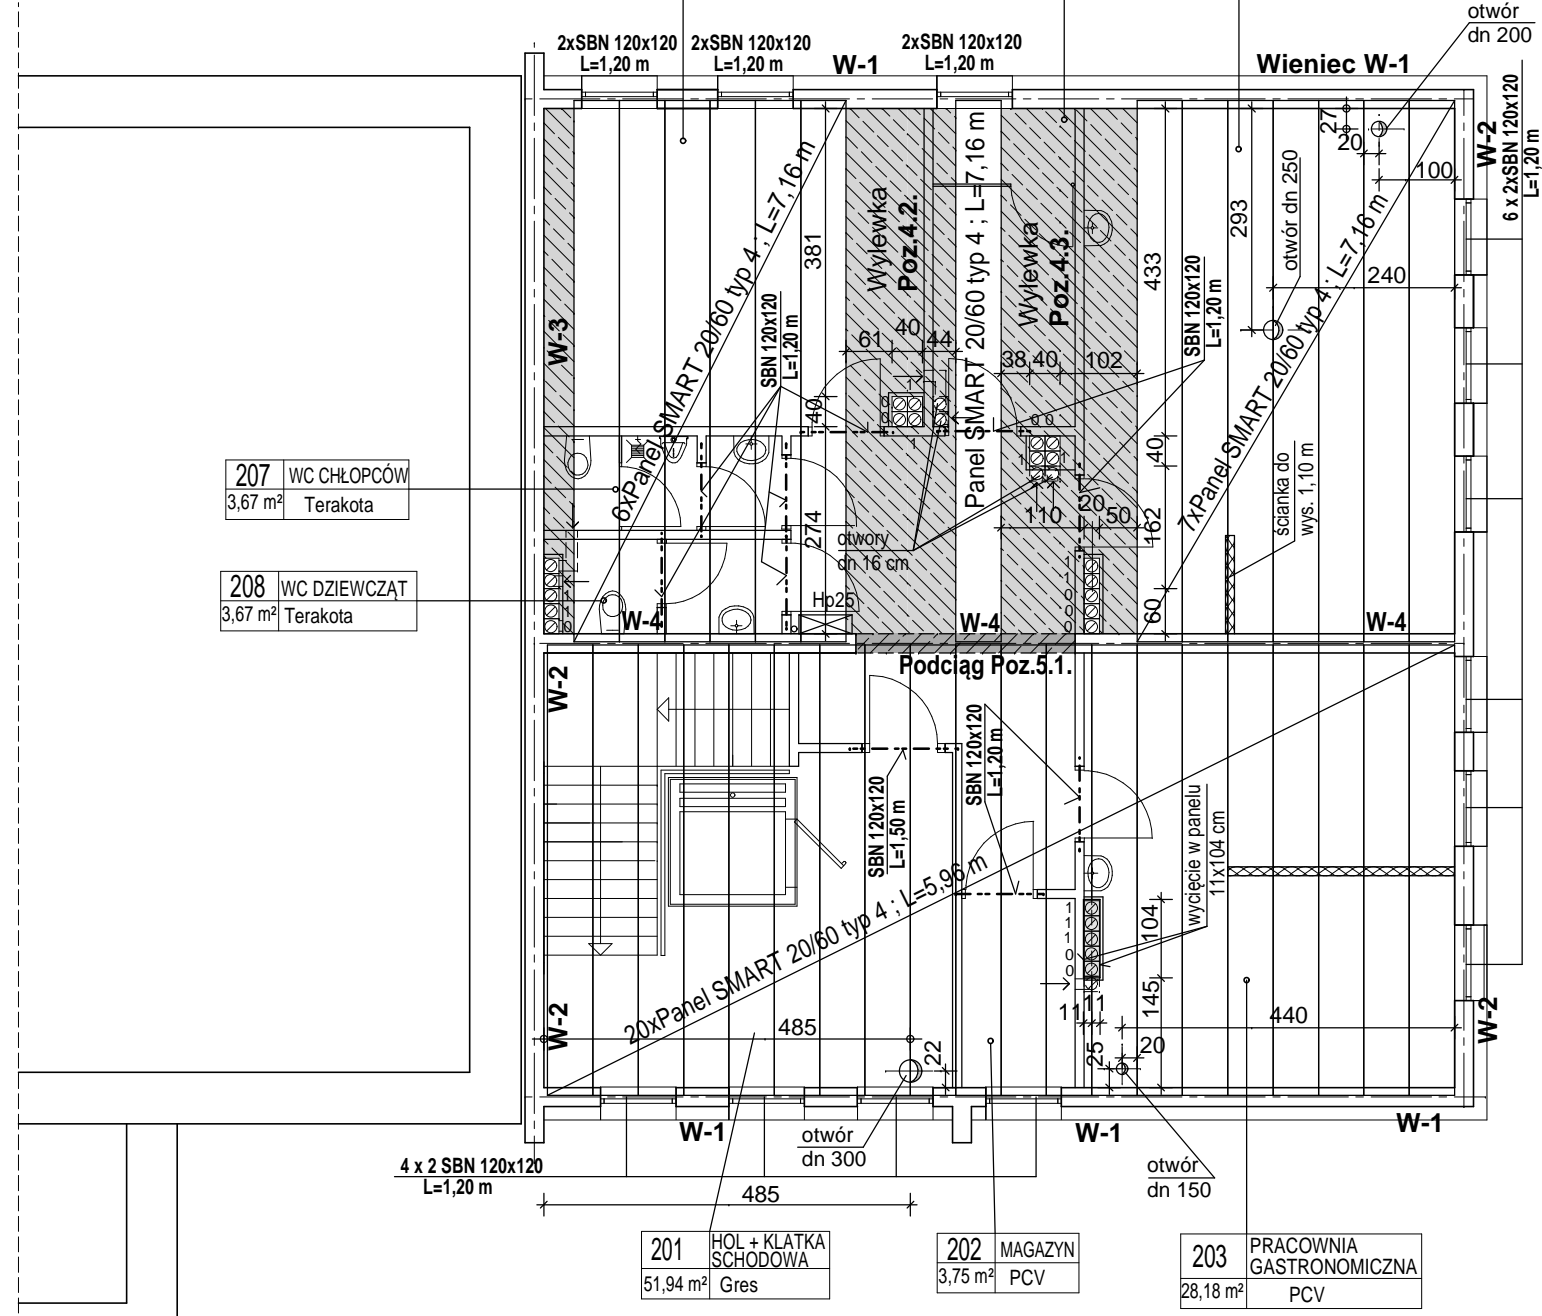 otwór
dn 200
2xSBN 120x120
L=1,20 m
2xSBN 120x120
L=1,20 m
W-1
2xSBN 120x120
L=1,20 m
Wieniec W-1
W-2
6 x 2xSBN 120x120
L=1,20 m
27
20
100
otwór dn 250
293
240
433
381
6xPanel SMART 20/60 typ 4 ; L=7,16 m
Wylewka
Poz.4.2.
Panel SMART 20/60 typ 4 ; L=7,16 m
Wylewka
Poz.4.3.
7xPanel SMART 20/60 typ 4 ; L=7,16 m
W-3
SBN 120x120
L=1,20 m
SBN 120x120
L=1,20 m
61
40
44
38
40
102
40
40
274
162
60
110
20
50
ścianka do
wys. 1,10 m
207 WC CHŁOPCÓW
3,67 m² Terakota
208 WC DZIEWCZĄT
3,67 m² Terakota
otwory
dn 16 cm
Hp25
W-4
W-4
W-4
Podciąg Poz.5.1.
W-2
SBN 120x120
L=1,50 m
SBN 120x120
L=1,20 m
wycięcie w panelu
11x104 cm
20xPanel SMART 20/60 typ 4 ; L=5,96 m
104
145
11
11
W-2
485
22
25
20
440
W-2
W-1
W-1
W-1
otwór
dn 300
otwór
dn 150
4 x 2 SBN 120x120
L=1,20 m
485
201 HOL + KLATKA
SCHODOWA
51,94 m² Gres
202 MAGAZYN
3,75 m² PCV
203 PRACOWNIA
GASTRONOMICZNA
28,18 m² PCV